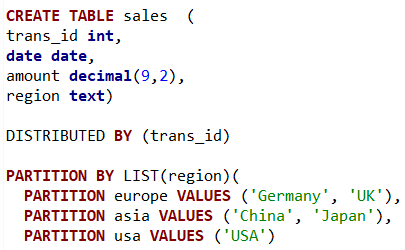 CREATE TABLE sales (
trans_id int,
date date,
amount decimal(9,2),
region text)
DISTRIBUTED BY (trans_id)
PARTITION BY LIST(region)(
PARTITION europe VALUES ('Germany', 'UK'),
PARTITION asia VALUES ('China', 'Japan'),
PARTITION usa VALUES ('USA')